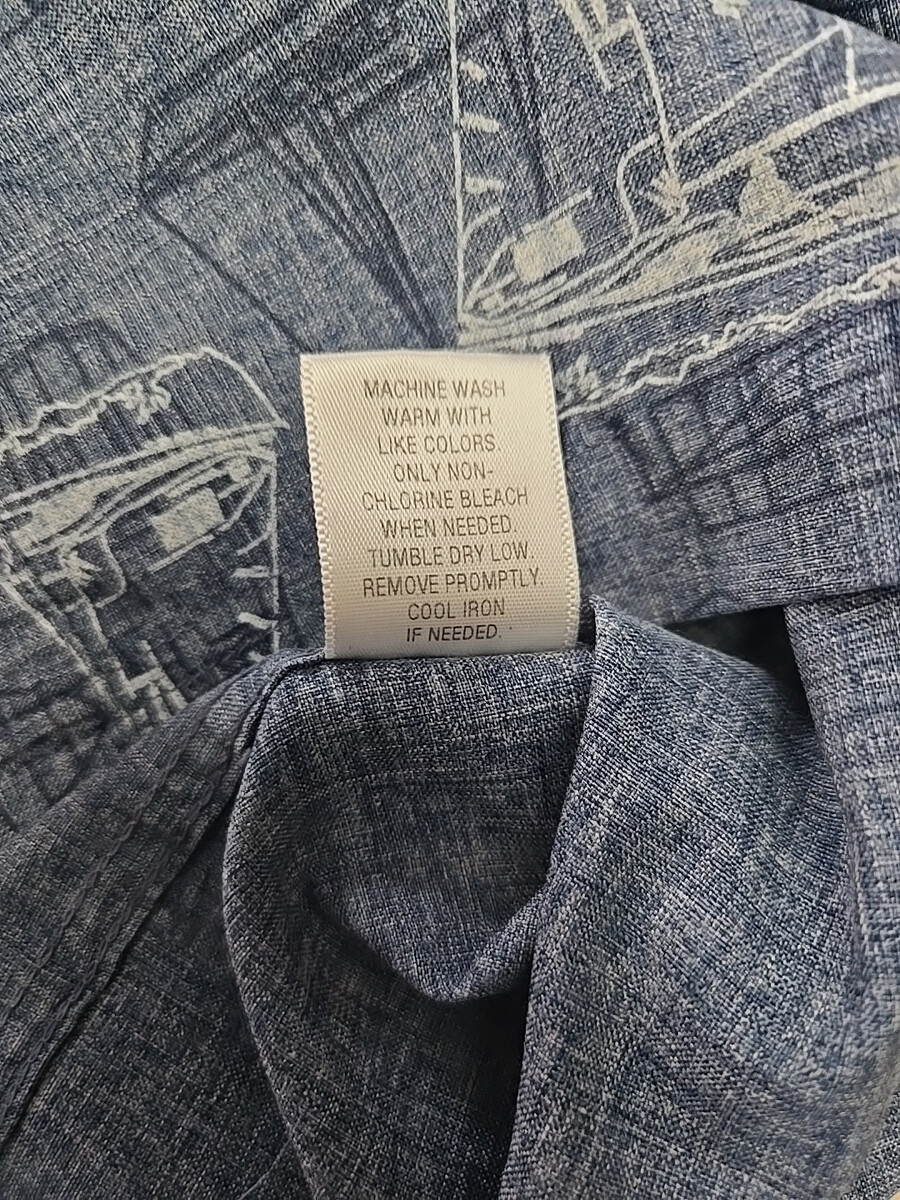 MACHINE WASH
WARM WITH
LIKE COLORS.
ONLY NON-
CHLORINE BLEACH
WHEN NEEDED.
TUMBLE DRY LOW.
REMOVE PROMPTLY.
COOL IRON
IF NEEDED.